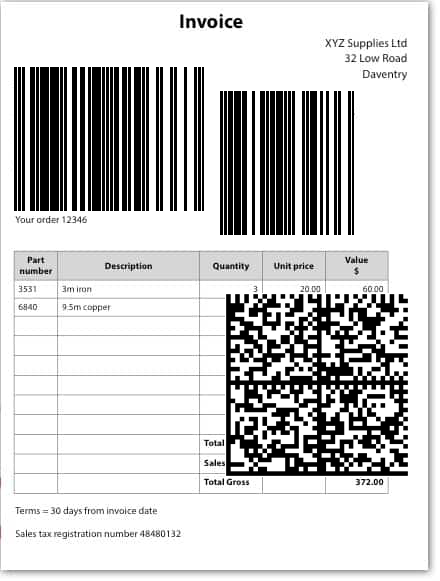 Invoice
XYZ Supplies Ltd
32 Low Road
Daventry
Your order 12346
Part number Description Quantity Unit price Value $
3531 3m iron 3 20.00 60.00
6840 9.5m copper
Total
Sales
Total Gross 372.00
Terms = 30 days from invoice date
Sales tax registration number 48480132